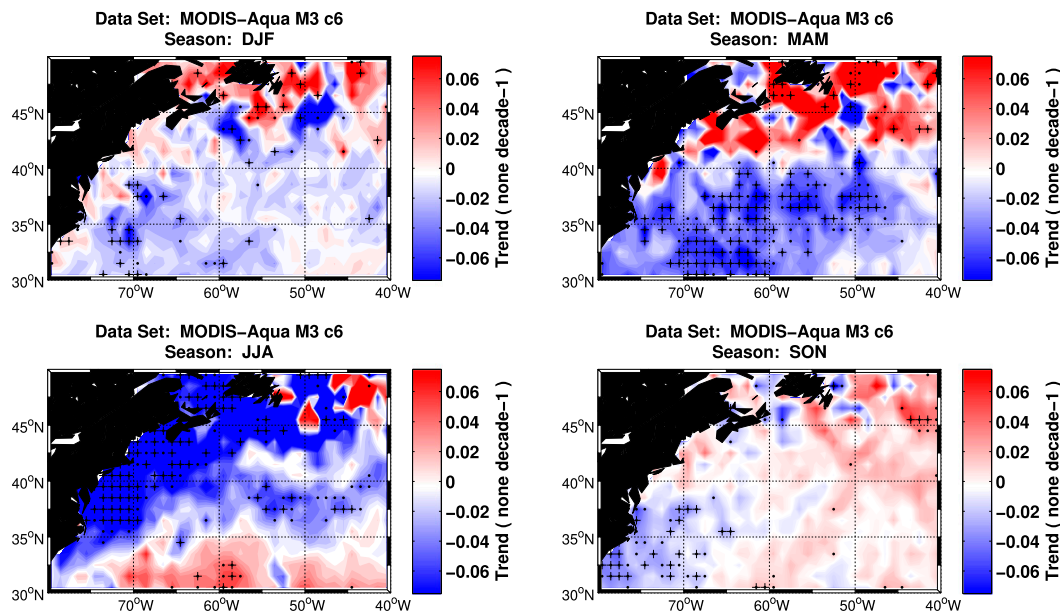 Data Set: MODIS−Aqua M3 c6
Season: DJF
45°N
40°N
35°N
30°N
70°W
60°W
50°W
40°W
0.06
0.04
0.02
0
−0.02
−0.04
−0.06
Trend ( none decade−1 )
Data Set: MODIS−Aqua M3 c6
Season: MAM
45°N
40°N
35°N
30°N
70°W
60°W
50°W
40°W
0.06
0.04
0.02
0
−0.02
−0.04
−0.06
Trend ( none decade−1 )
Data Set: MODIS−Aqua M3 c6
Season: JJA
45°N
40°N
35°N
30°N
70°W
60°W
50°W
40°W
0.06
0.04
0.02
0
−0.02
−0.04
−0.06
Trend ( none decade−1 )
Data Set: MODIS−Aqua M3 c6
Season: SON
45°N
40°N
35°N
30°N
70°W
60°W
50°W
40°W
0.06
0.04
0.02
0
−0.02
−0.04
−0.06
Trend ( none decade−1 )